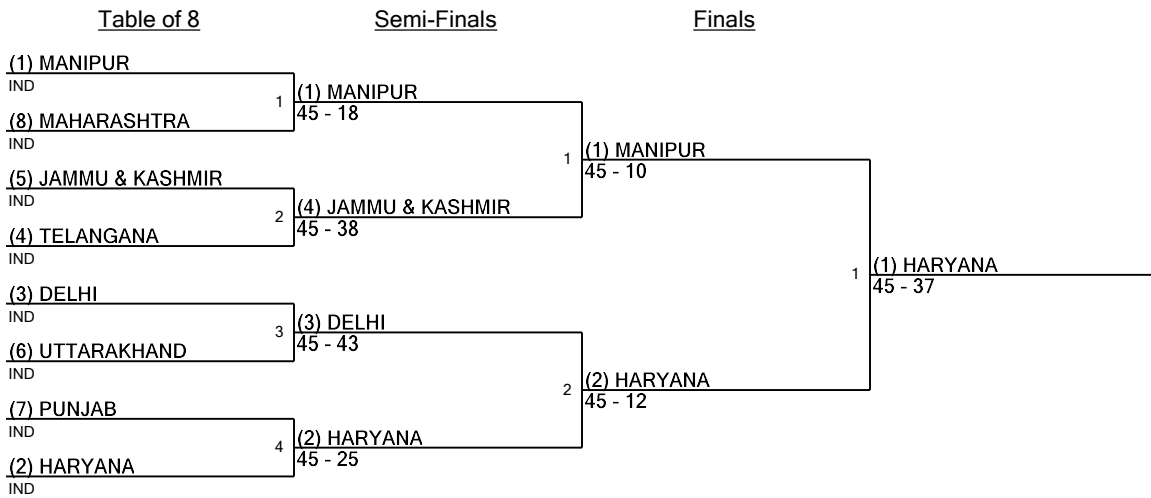 Table of 8
Semi-Finals
Finals
(1) MANIPUR
IND
(8) MAHARASHTRA
IND
(5) JAMMU & KASHMIR
IND
(4) TELANGANA
IND
(3) DELHI
IND
(6) UTTARAKHAND
IND
(7) PUNJAB
IND
(2) HARYANA
IND
1
(1) MANIPUR
45 - 18
2
(4) JAMMU & KASHMIR
45 - 38
3
(3) DELHI
45 - 43
4
(2) HARYANA
45 - 25
1
(1) MANIPUR
45 - 10
2
(2) HARYANA
45 - 12
1
(1) HARYANA
45 - 37